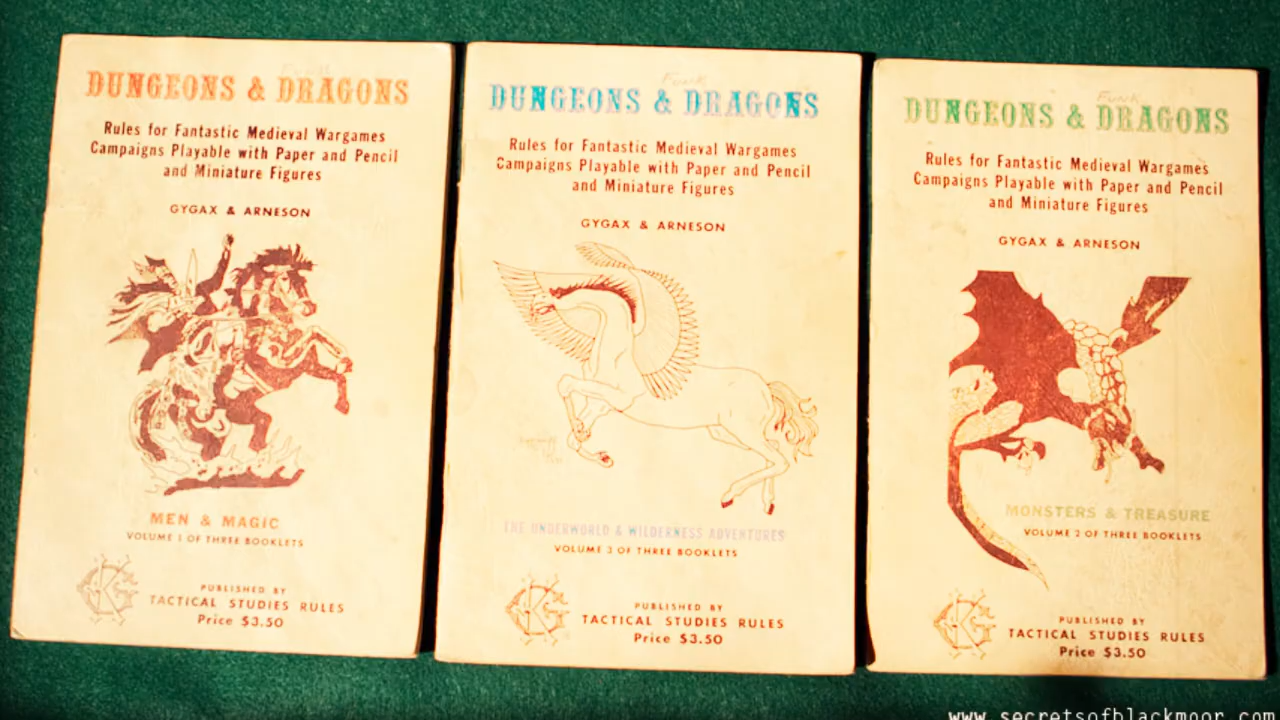 DUNGEONS & DRAGONS
Rules for Fantastic Medieval Wargames
Campaigns Playable with Paper and Pencil
and Miniature Figures
GYGAX & ARNESON
MEN & MAGIC
VOLUME 1 OF THREE BOOKLETS
PUBLISHED BY
TACTICAL STUDIES RULES
Price $3.50
Funk
DUNGEONS & DRAGONS
Rules for Fantastic Medieval Wargames
Campaigns Playable with Paper and Pencil
and Miniature Figures
GYGAX & ARNESON
THE UNDERWORLD & WILDERNESS ADVENTURES
VOLUME 3 OF THREE BOOKLETS
PUBLISHED BY
TACTICAL STUDIES RULES
Price $3.50
Funk
DUNGEONS & DRAGONS
Rules for Fantastic Medieval Wargames
Campaigns Playable with Paper and Pencil
and Miniature Figures
GYGAX & ARNESON
MONSTERS & TREASURE
VOLUME 2 OF THREE BOOKLETS
PUBLISHED BY
TACTICAL STUDIES RULES
Price $3.50
www.secretsofblackmoor.com